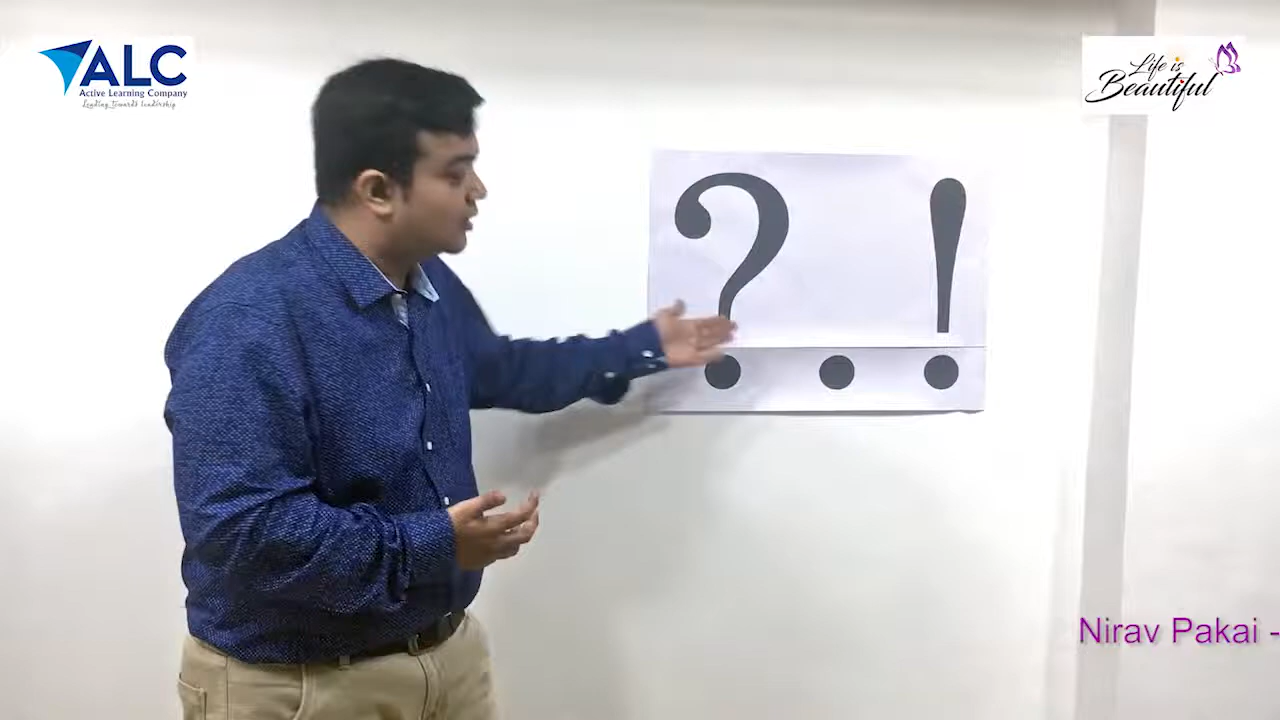 ALC
Active Learning Company
Leading towards leadership
Life is
Beautiful
? !
. . .
Nirav Pakai -